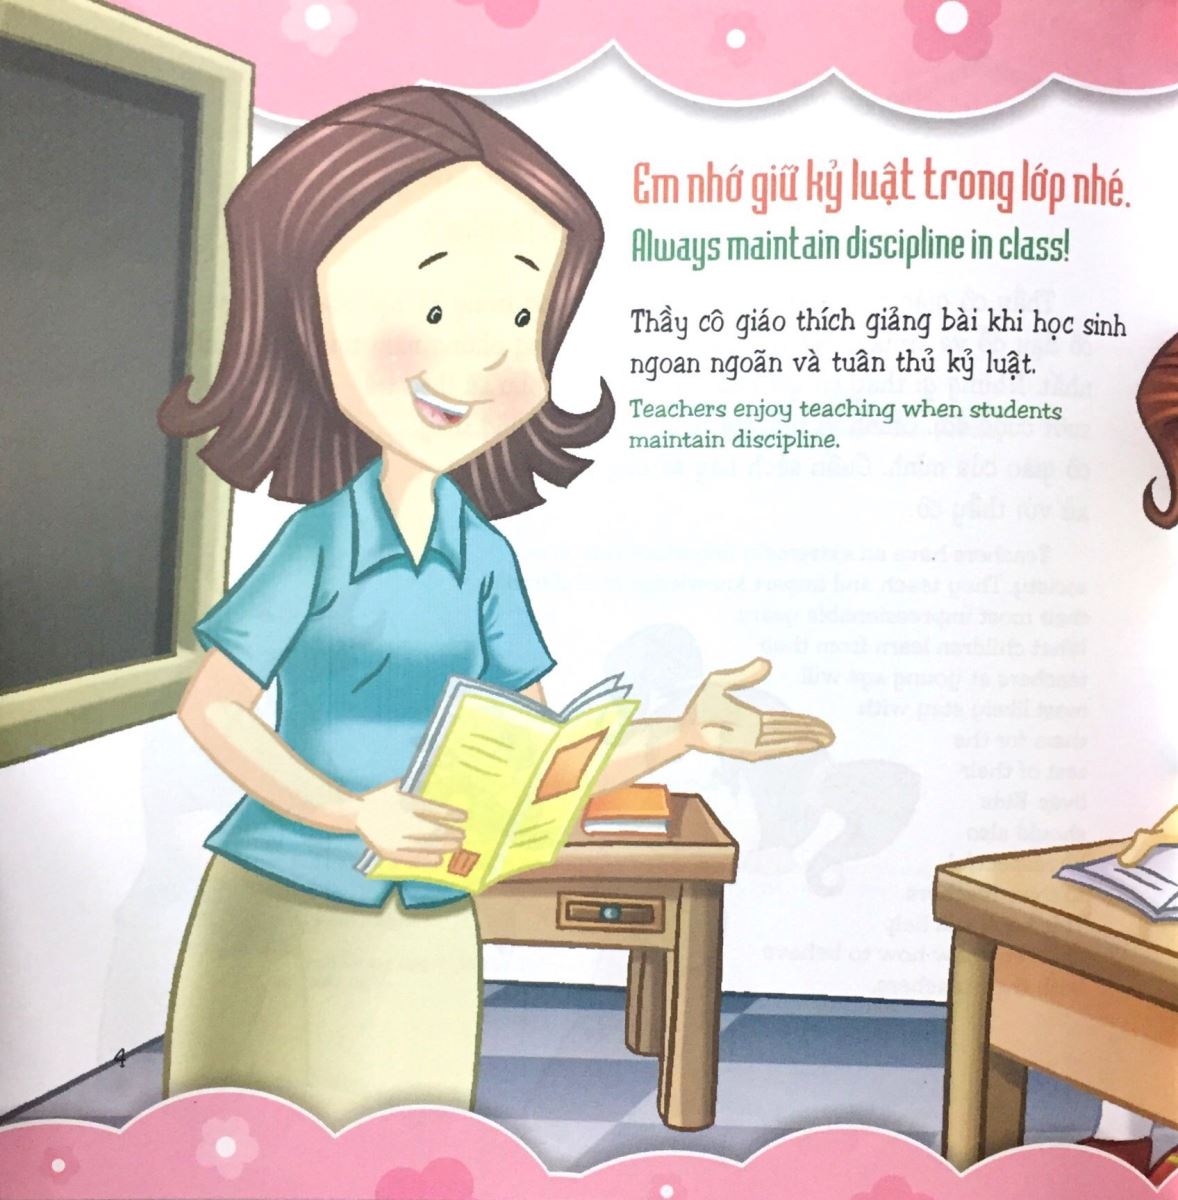 Em nhớ giữ kỷ luật trong lớp nhé.
Always maintain discipline in class!
Thầy cô giáo thích giảng bài khi học sinh
ngoan ngoãn và tuân thủ kỷ luật.
Teachers enjoy teaching when students
maintain discipline.
4